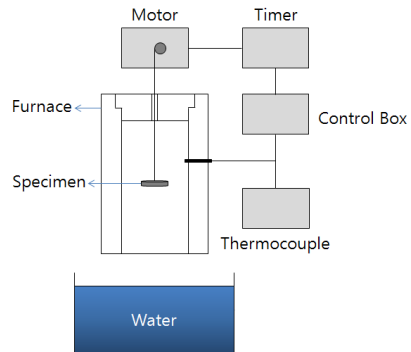 Motor
Timer
Furnace
Control Box
Specimen
Thermocouple
Water